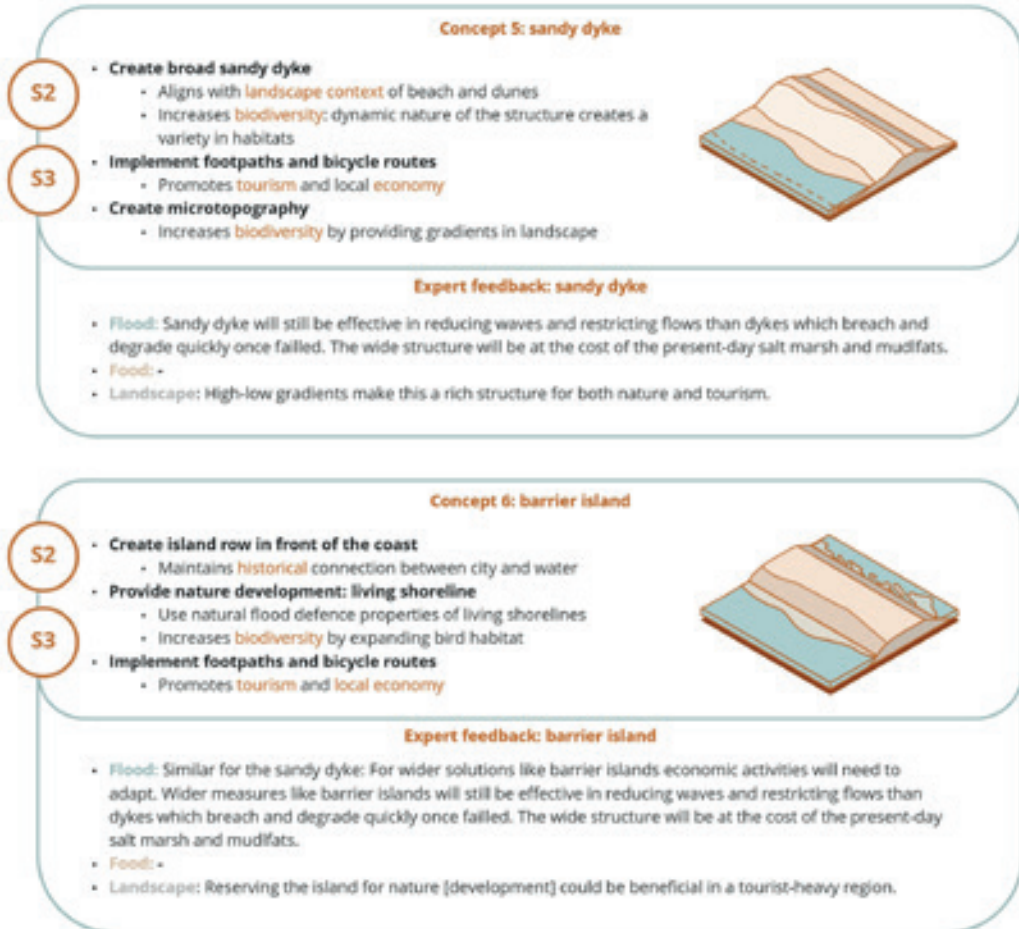 Concept 5: sandy dyke
S2
S3
• Create broad sandy dyke
• Aligns with landscape context of beach and dunes
• Increases biodiversity: dynamic nature of the structure creates a
variety in habitats
• Implement footpaths and bicycle routes
• Promotes tourism and local economy
• Create microtopography
• Increases biodiversity by providing gradients in landscape
Expert feedback: sandy dyke
• Flood: Sandy dyke will still be effective in reducing waves and restricting flows than dykes which breach and
degrade quickly once failled. The wide structure will be at the cost of the present-day salt marsh and mudlfats.
• Food: -
• Landscape: High-low gradients make this a rich structure for both nature and tourism.
Concept 6: barrier island
S2
S3
• Create island row in front of the coast
• Maintains historical connection between city and water
• Provide nature development: living shoreline
• Use natural flood defence properties of living shorelines
• Increases biodiversity by expanding bird habitat
• Implement footpaths and bicycle routes
• Promotes tourism and local economy
Expert feedback: barrier island
• Flood: Similar for the sandy dyke: For wider solutions like barrier islands economic activities will need to
adapt. Wider measures like barrier islands will still be effective in reducing waves and restricting flows than
dykes which breach and degrade quickly once failled. The wide structure will be at the cost of the present-day
salt marsh and mudlfats.
• Food: -
• Landscape: Reserving the island for nature [development] could be beneficial in a tourist-heavy region.